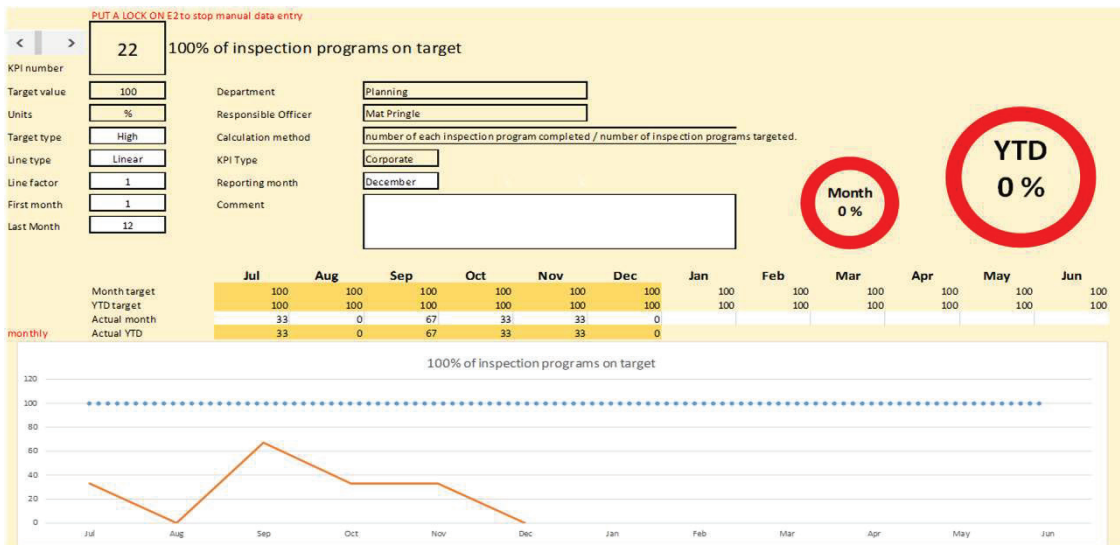 PUT A LOCK ON E2 to stop manual data entry
< >
22 100% of inspection programs on target
KPI number
Target value 100 Department Planning
Units % Responsible Officer Mat Pringle
Target type High Calculation method number of each inspection program completed / number of inspection programs targeted.
Line type Linear KPI Type Corporate
Line factor 1 Reporting month December
First month 1 Comment
Last Month 12
Month
0 %
YTD
0 %
Jul Aug Sep Oct Nov Dec Jan Feb Mar Apr May Jun
Month target 100 100 100 100 100 100 100 100 100 100 100 100
YTD target 100 100 100 100 100 100 100 100 100 100 100 100
Actual month 33 0 67 33 33 0
monthly Actual YTD 33 0 67 33 33 0
100% of inspection programs on target
120
100
80
60
40
20
0
Jul Aug Sep Oct Nov Dec Jan Feb Mar Apr May Jun